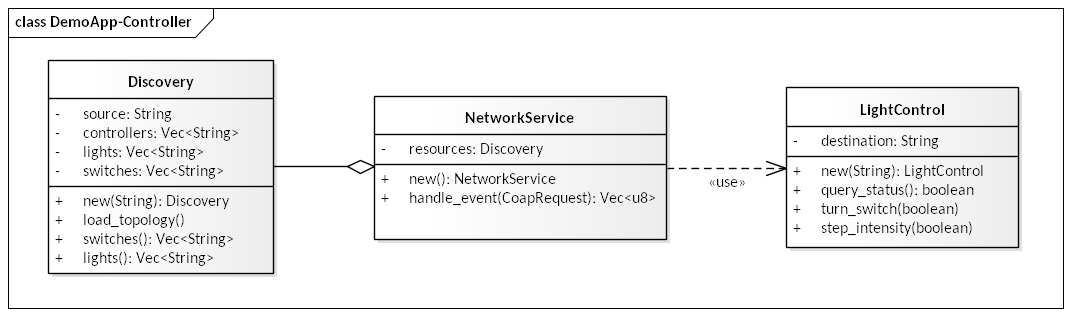 class DemoApp-Controller
Discovery
- source: String
- controllers: Vec<String>
- lights: Vec<String>
- switches: Vec<String>
+ new(String): Discovery
+ load_topology()
+ switches(): Vec<String>
+ lights(): Vec<String>
NetworkService
- resources: Discovery
+ new(): NetworkService
+ handle_event(CoapRequest): Vec<u8>
«use»
LightControl
- destination: String
+ new(String): LightControl
+ query_status(): boolean
+ turn_switch(boolean)
+ step_intensity(boolean)